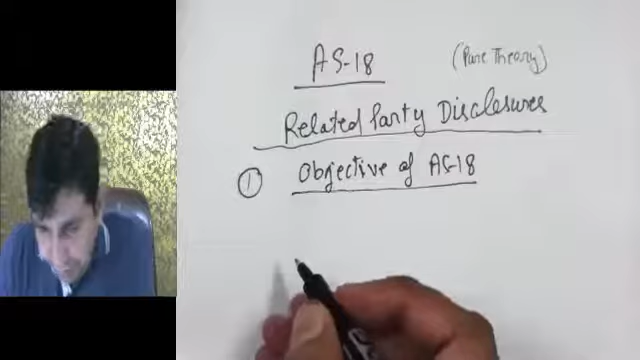 AS-18 (Pure Theory)
Related Party Disclosures
① Objective of AS-18